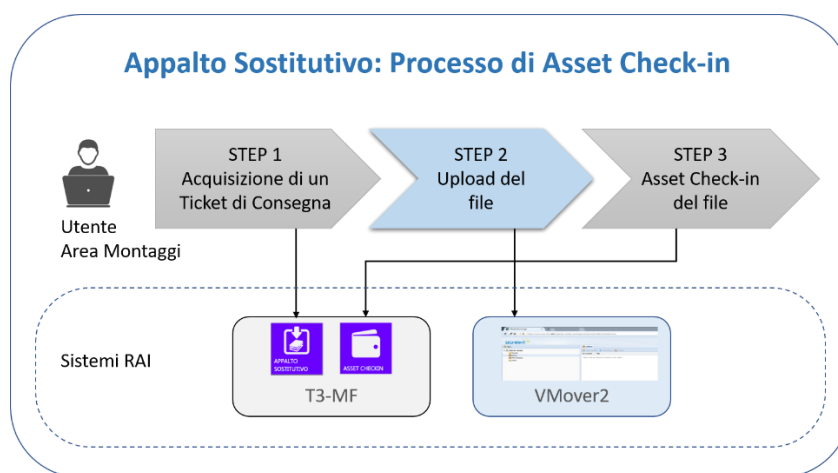 Appalto Sostitutivo: Processo di Asset Check-in
STEP 1
Acquisizione di un
Ticket di Consegna
STEP 2
Upload del
file
STEP 3
Asset Check-in
del file
Utente
Area Montaggi
Sistemi RAI
APPALTO
SOSTITUTIVO
ASSET CHECKIN
T3-MF
VMover2